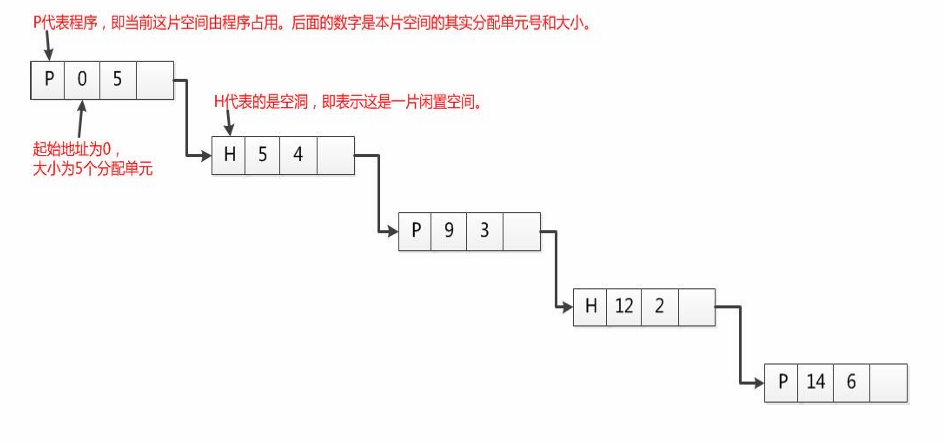 P代表程序，即当前这片空间由程序占用。后面的数字是本片空间的其实分配单元号和大小。
P 0 5
H代表的是空洞，即表示这是一片闲置空间。
起始地址为0，
大小为5个分配单元
H 5 4
P 9 3
H 12 2
P 14 6